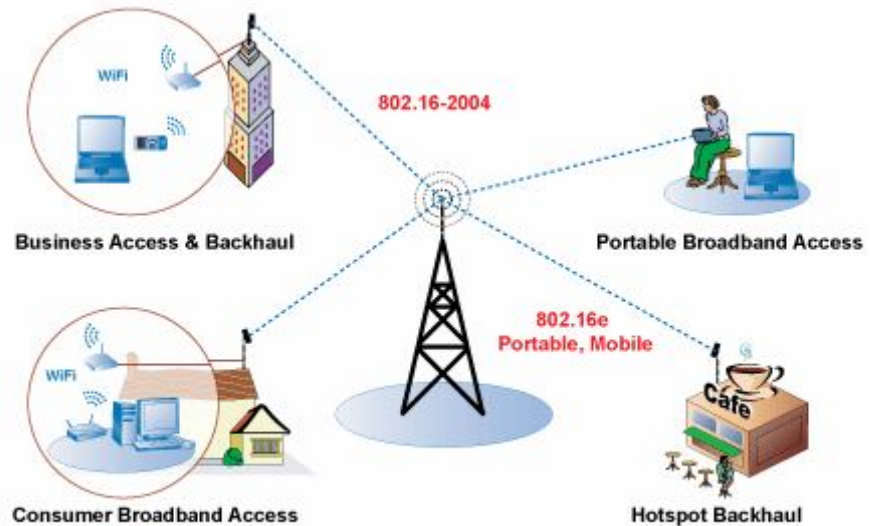 WiFi
802.16-2004
Business Access & Backhaul
Portable Broadband Access
802.16e
Portable, Mobile
WiFi
Cafe
Consumer Broadband Access
Hotspot Backhaul